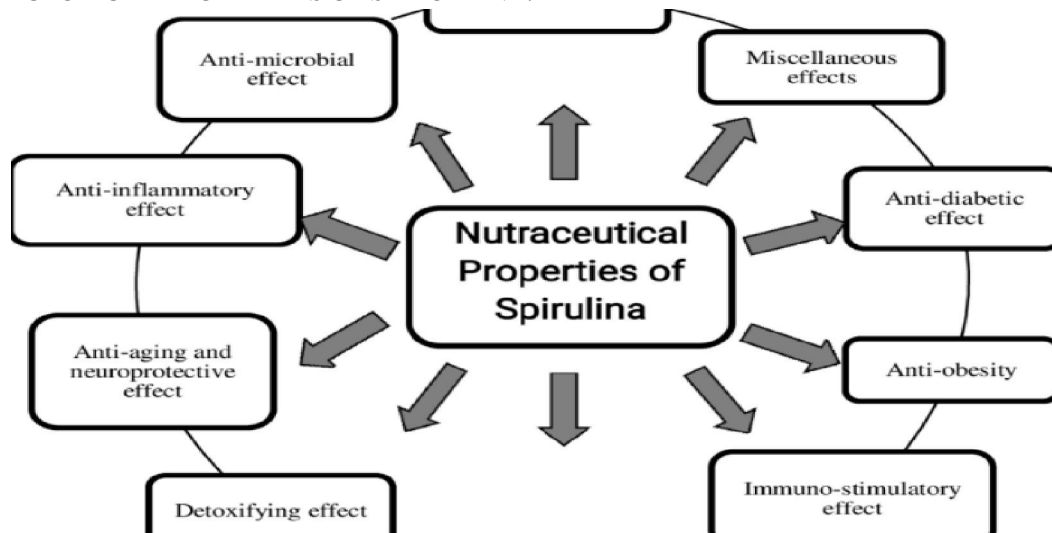 Anti-microbial
effect
Miscellaneous
effects
Anti-inflammatory
effect
Nutraceutical
Properties of
Spirulina
Anti-diabetic
effect
Anti-aging and
neuroprotective
effect
Anti-obesity
Detoxifying effect
Immuno-stimulatory
effect